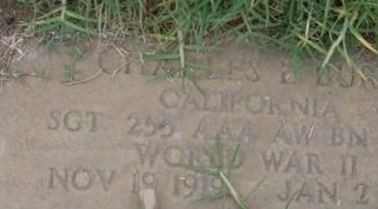 CHARLES E
CALIFORNIA
SGT 255 AAA AW BN
WORLD WAR II
NOV 19 1919 JAN 2